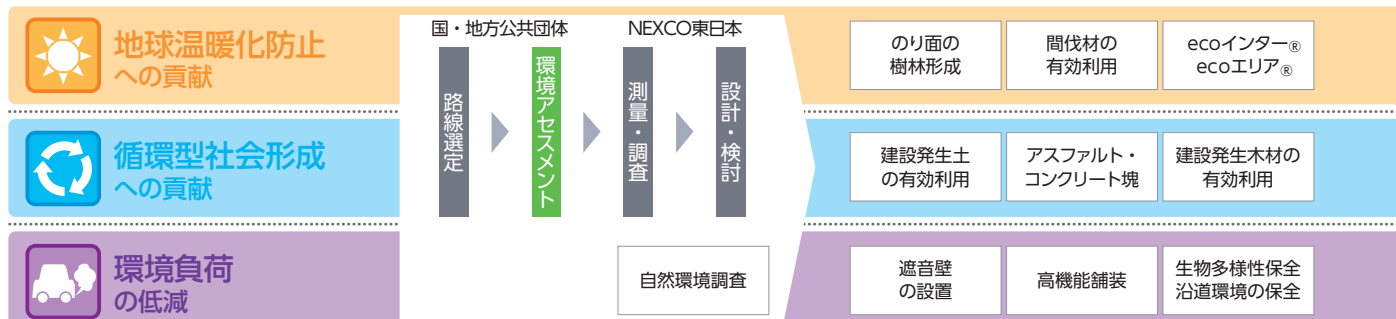 地球温暖化防止
への貢献
国・地方公共団体
NEXCO東日本
路線選定
環境アセスメント
測量・調査
設計・検討
のり面の
樹林形成
間伐材の
有効利用
ecoインター®
ecoエリア®
循環型社会形成
への貢献
建設発生土
の有効利用
アスファルト・
コンクリート塊
建設発生木材の
有効利用
環境負荷
の低減
自然環境調査
遮音壁
の設置
高機能舗装
生物多様性保全
沿道環境の保全